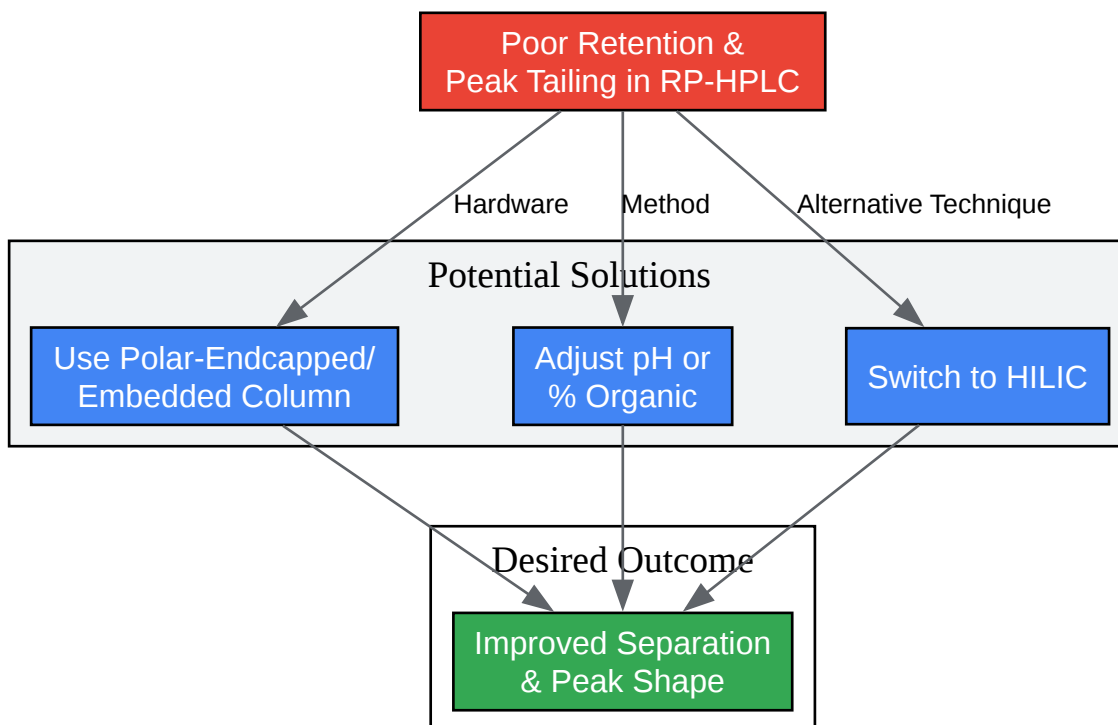 Poor Retention &
Peak Tailing in RP-HPLC
Hardware
Method
Alternative Technique
Potential Solutions
Use Polar-Endcapped/
Embedded Column
Adjust pH or
% Organic
Switch to HILIC
Desired Outcome
Improved Separation
& Peak Shape